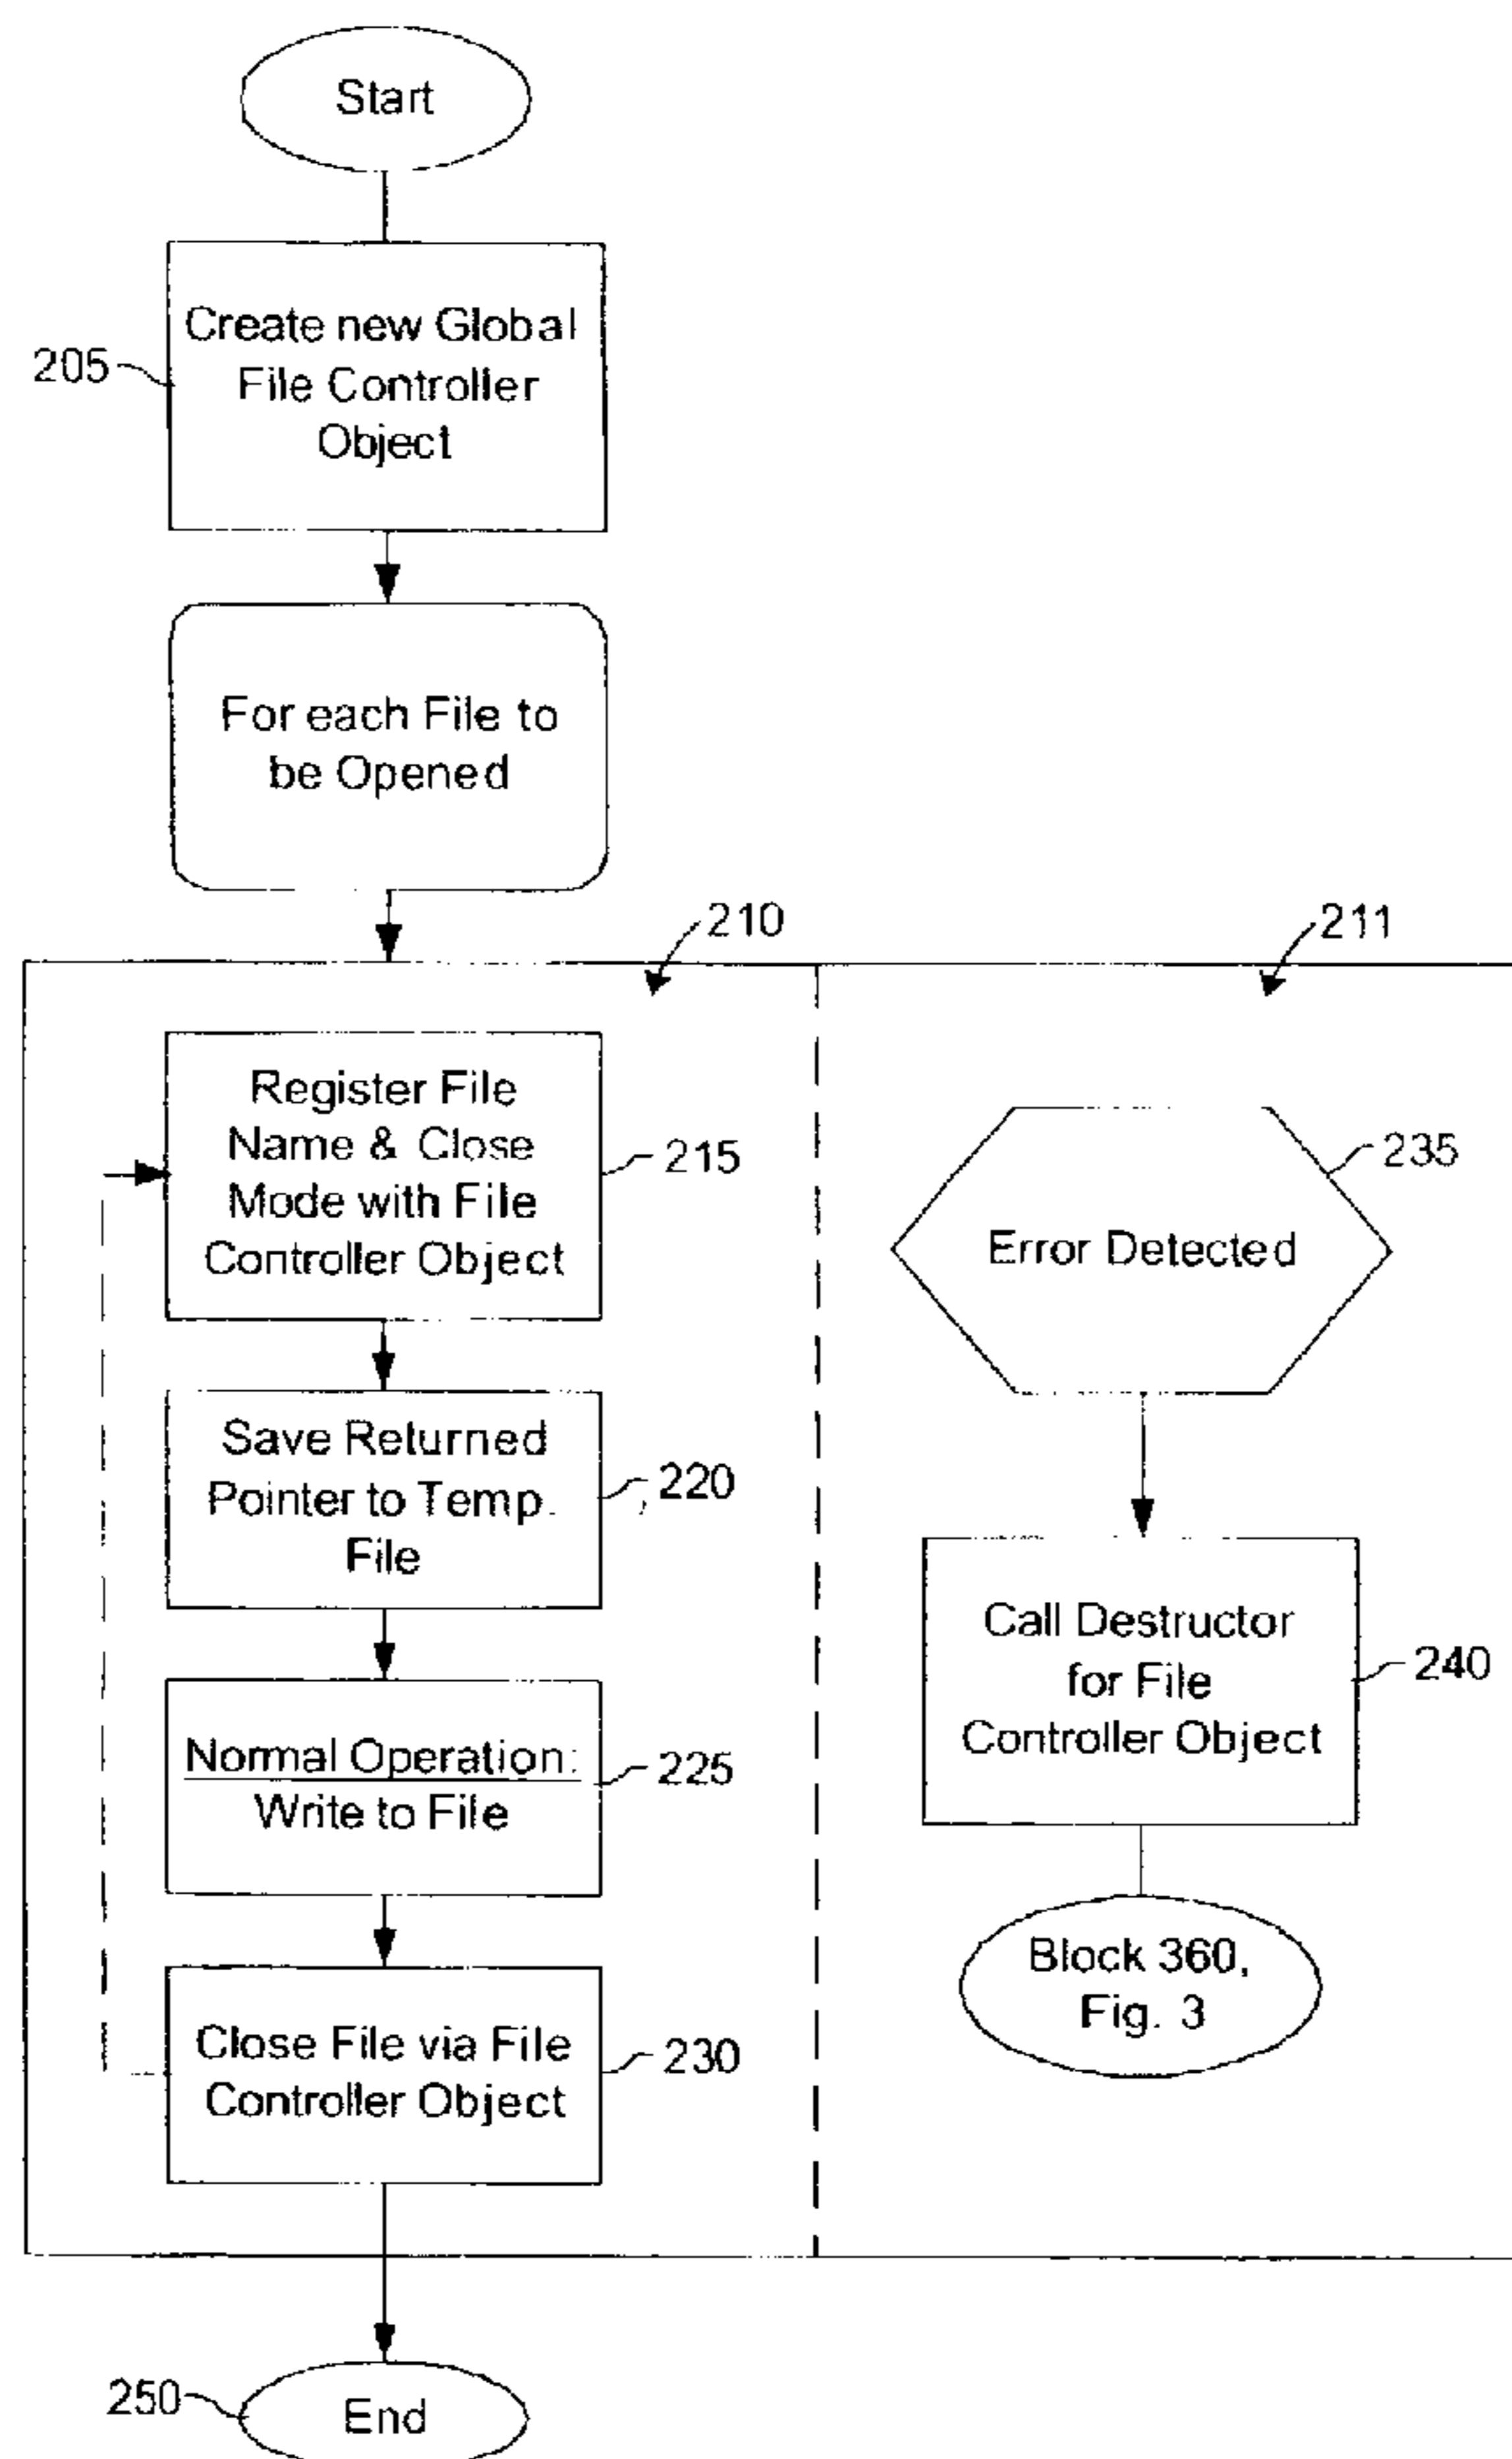 Start
205
Create new Global
File Controller
Object
For each File to
be Opened
210
211
Register File
Name & Close
Mode with File
Controller Object
215
Save Returned
Pointer to Temp.
File
220
Normal Operation:
Write to File
225
Close File via File
Controller Object
230
235
Error Detected
Call Destructor
for File
Controller Object
240
Block 360,
Fig. 3
250
End